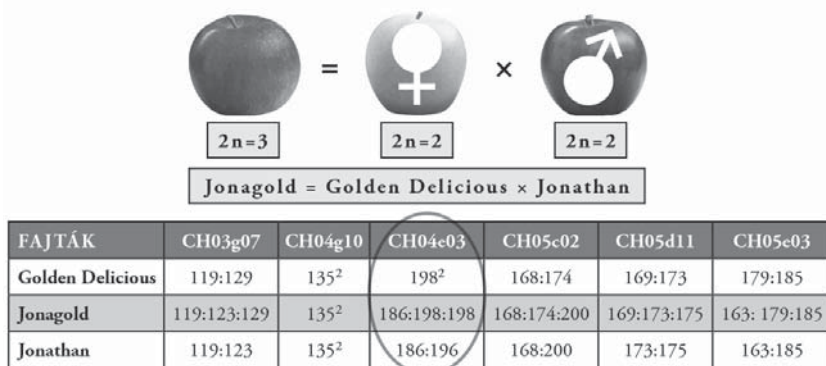 =
×
2n=3 2n=2 2n=2
Jonagold = Golden Delicious × Jonathan
FAJTÁK CH03g07 CH04g10 CH04e03 CH05c02 CH05d11 CH05e03
Golden Delicious 119:129 135² 198² 168:174 169:173 179:185
Jonagold 119:123:129 135² 186:198:198 168:174:200 169:173:175 163: 179:185
Jonathan 119:123 135² 186:196 168:200 173:175 163:185